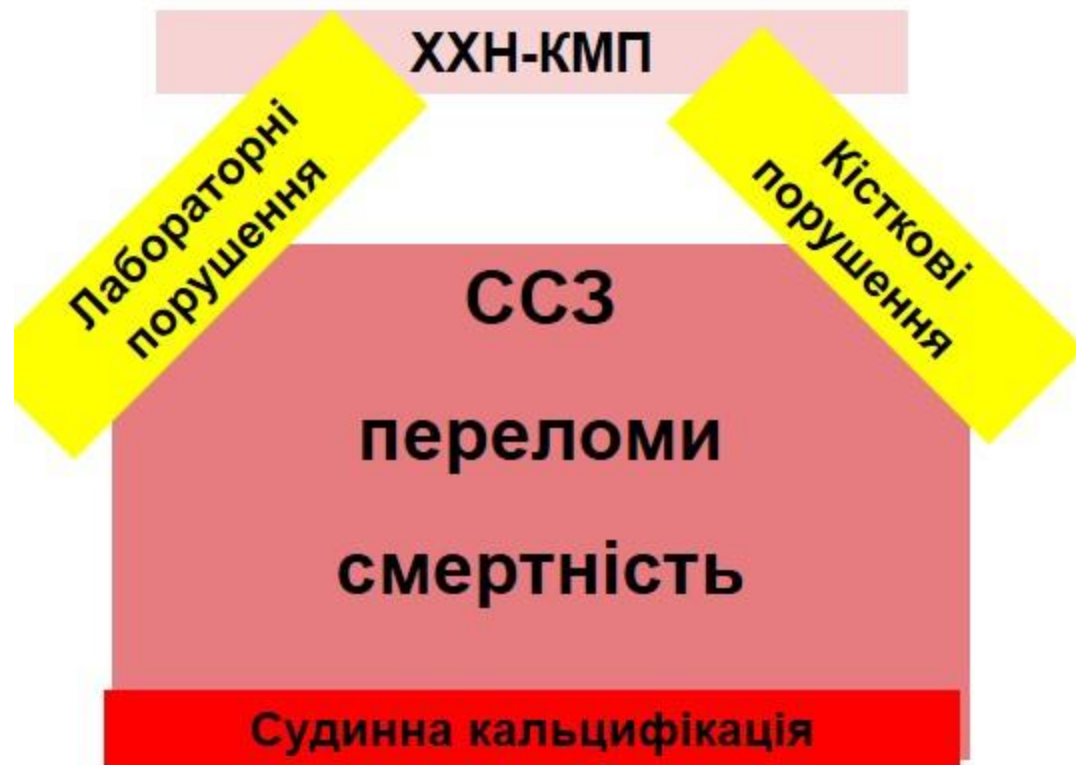 ХХН-КМП
Лабораторні
порушення
Кісткові
порушення
ССЗ
переломи
смертність
Судинна кальцифікація